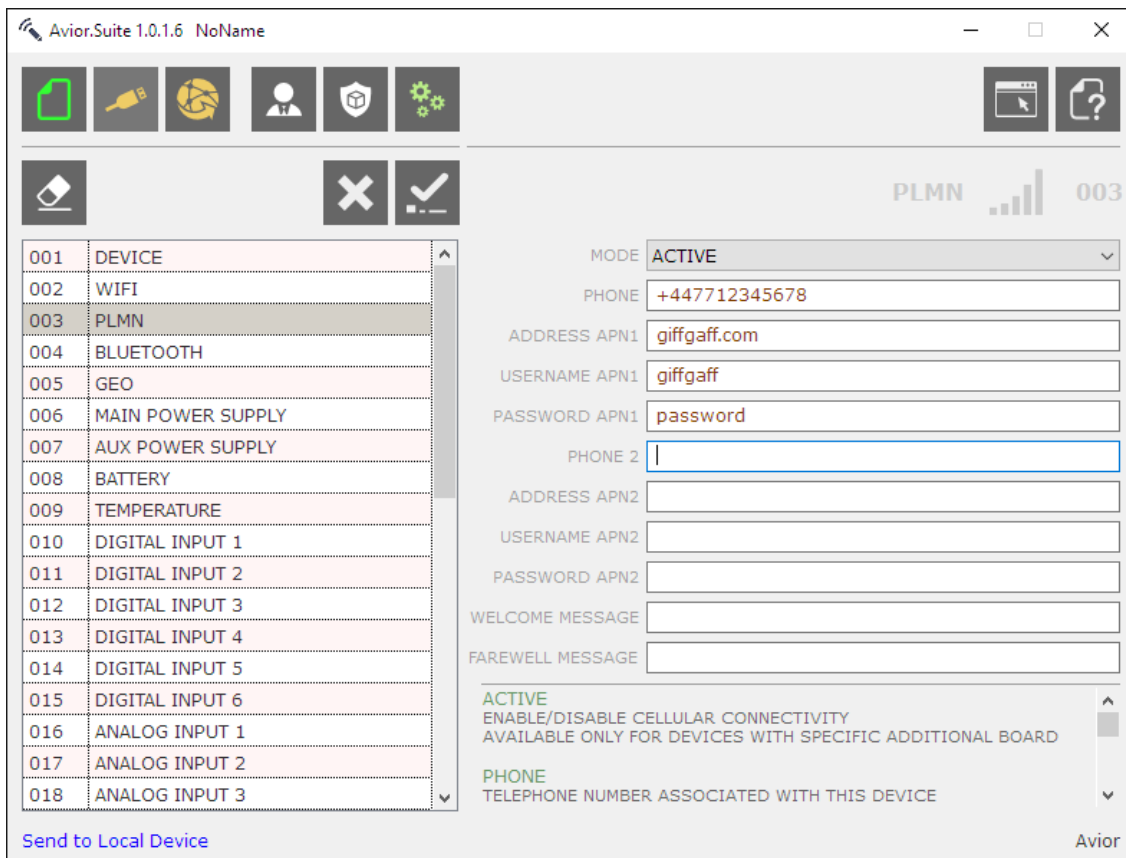 Avior.Suite 1.0.1.6 NoName
PLMN 003
001 DEVICE
002 WIFI
003 PLMN
004 BLUETOOTH
005 GEO
006 MAIN POWER SUPPLY
007 AUX POWER SUPPLY
008 BATTERY
009 TEMPERATURE
010 DIGITAL INPUT 1
011 DIGITAL INPUT 2
012 DIGITAL INPUT 3
013 DIGITAL INPUT 4
014 DIGITAL INPUT 5
015 DIGITAL INPUT 6
016 ANALOG INPUT 1
017 ANALOG INPUT 2
018 ANALOG INPUT 3
MODE ACTIVE
PHONE +447712345678
ADDRESS APN1 giffgaff.com
USERNAME APN1 giffgaff
PASSWORD APN1 password
PHONE 2
ADDRESS APN2
USERNAME APN2
PASSWORD APN2
WELCOME MESSAGE
FAREWELL MESSAGE
ACTIVE
ENABLE/DISABLE CELLULAR CONNECTIVITY
AVAILABLE ONLY FOR DEVICES WITH SPECIFIC ADDITIONAL BOARD
PHONE
TELEPHONE NUMBER ASSOCIATED WITH THIS DEVICE
Send to Local Device
Avior